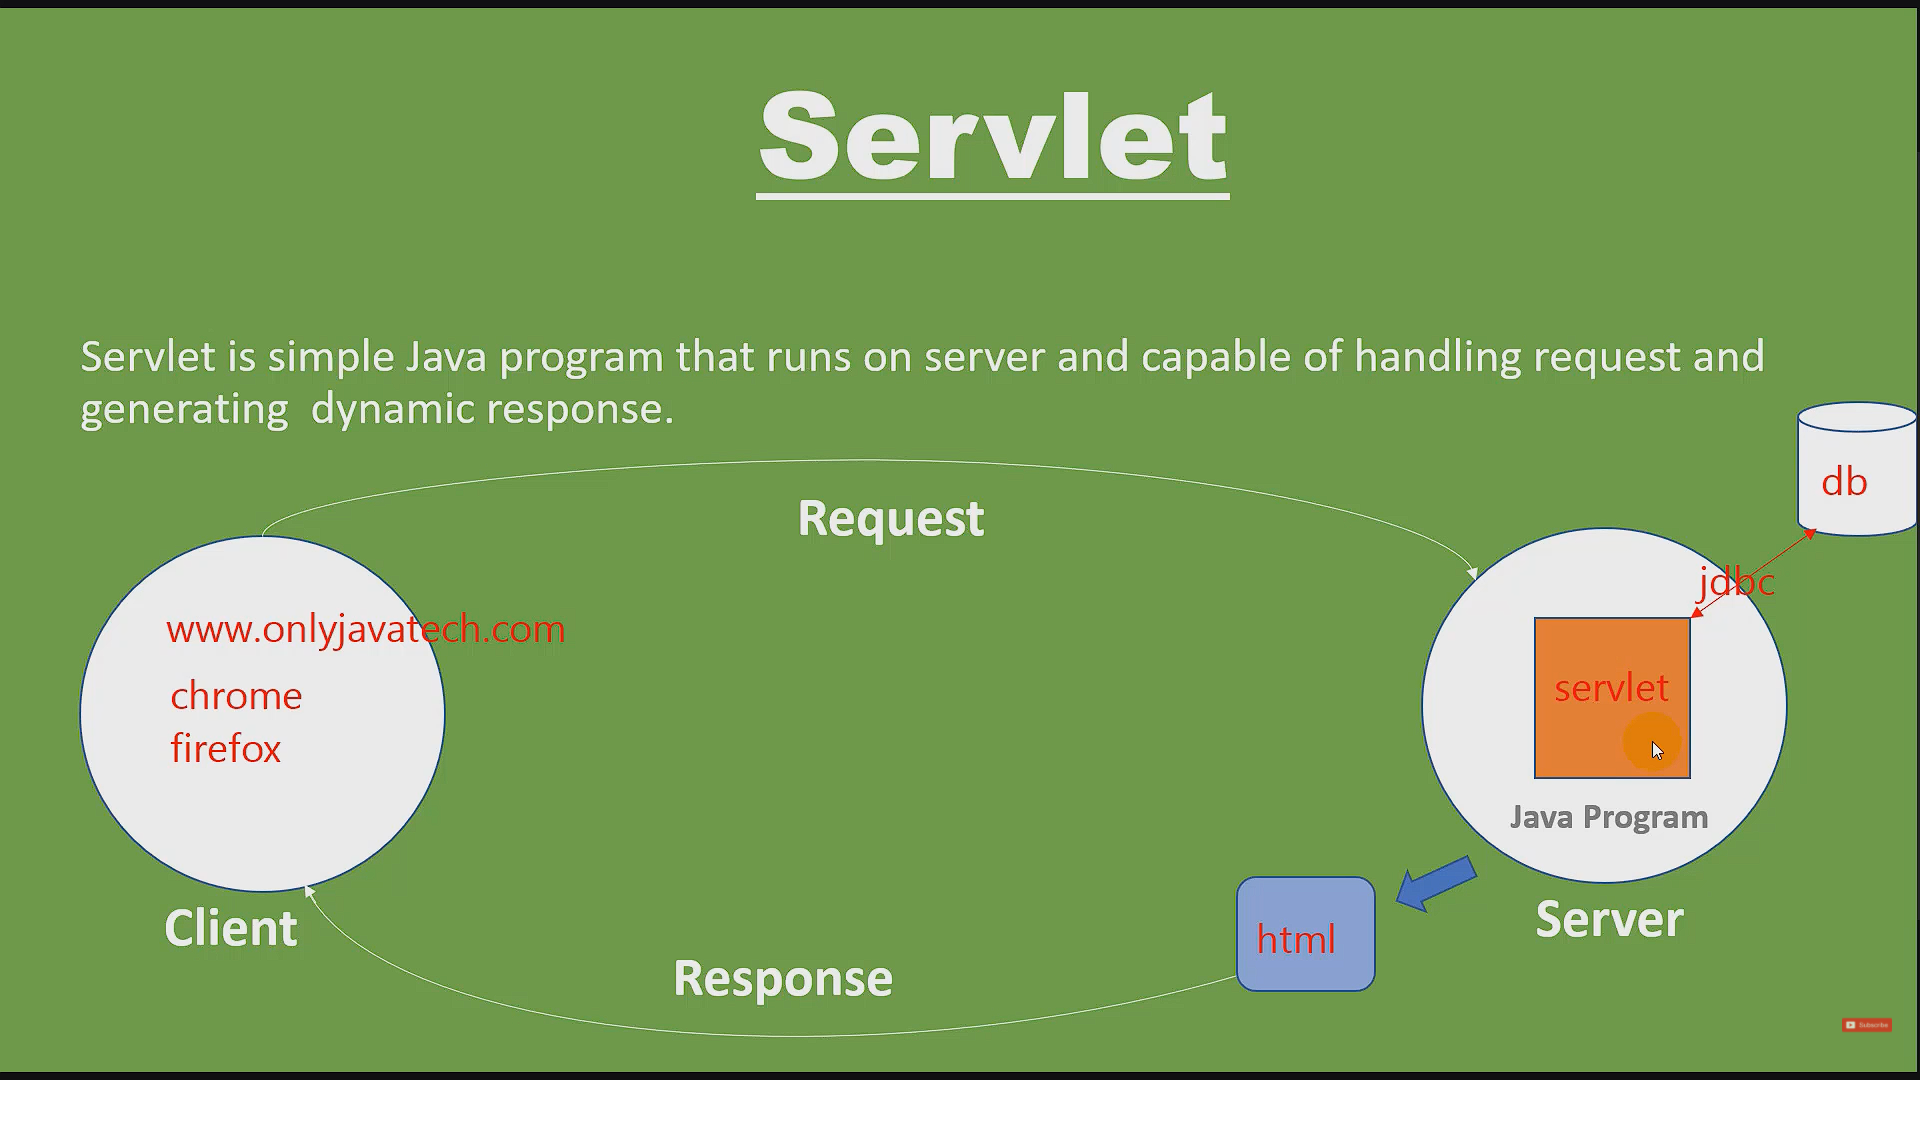 Servlet
Servlet is simple Java program that runs on server and capable of handling request and
generating  dynamic response.
db
Request
jdbc
www.onlyjavatech.com
chrome
firefox
servlet
Java Program
Client
Server
html
Response
Subscribe